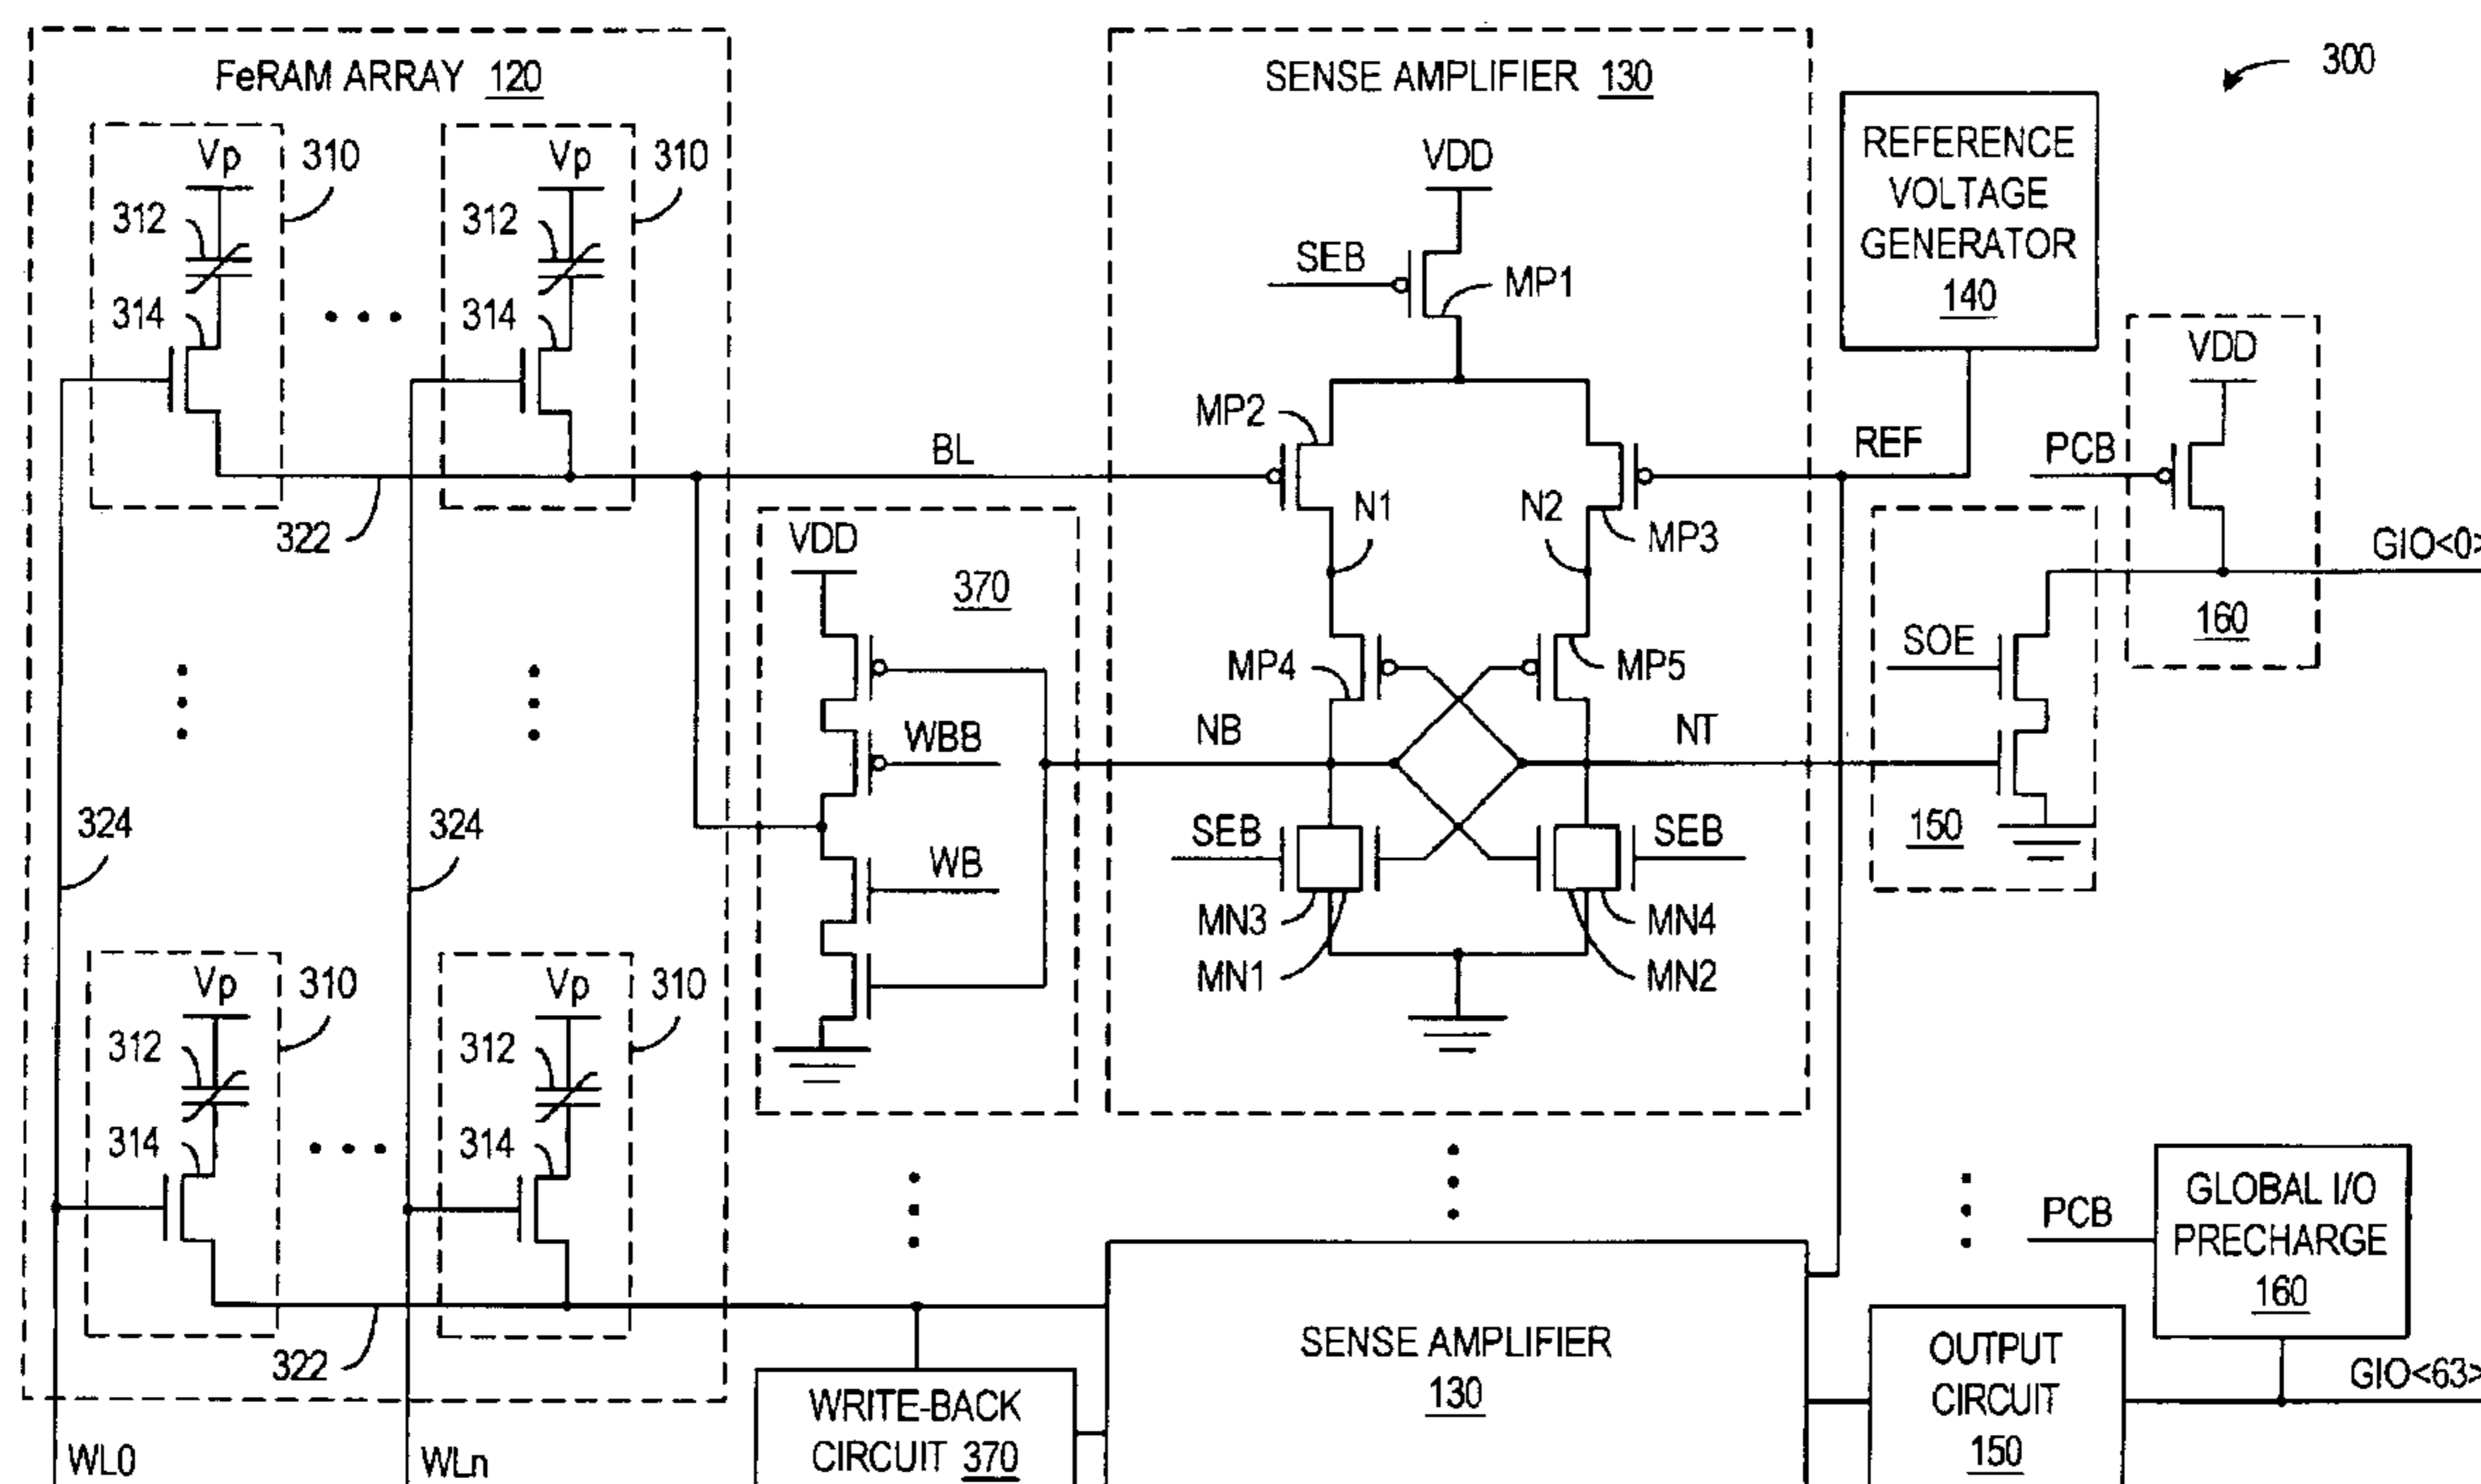 FeRAM ARRAY 120
SENSE AMPLIFIER 130
300
Vp
310
Vp
310
VDD
REFERENCE
VOLTAGE
GENERATOR
140
312
312
SEB
MP1
314
314
VDD
MP2
BL
REF
PCB
322
N1
N2
MP3
GIO<0>
VDD
370
160
SOE
MP4
MP5
WBB
NB
NT
324
324
SEB
SEB
150
WB
MN3
MN4
MN1
MN2
Vp
310
Vp
310
312
312
314
314
PCB
GLOBAL I/O
PRECHARGE
160
322
SENSE AMPLIFIER
130
OUTPUT
CIRCUIT
150
GIO<63>
WRITE-BACK
CIRCUIT 370
WL0
WLn